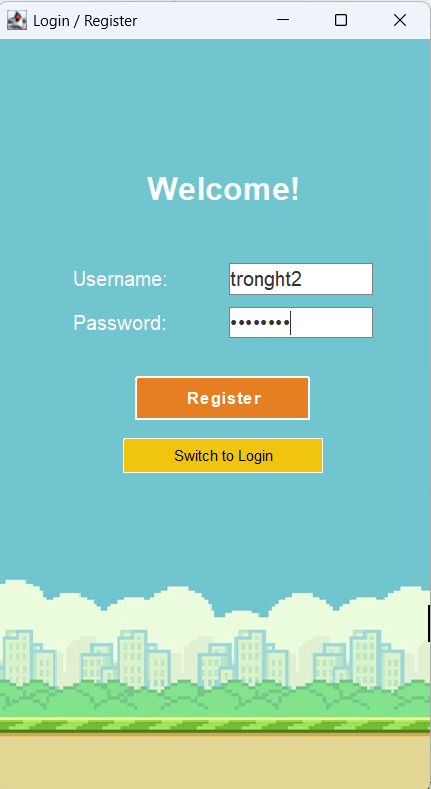 Login / Register
Welcome!
Username: tronght2
Password: ••••••••
Register
Switch to Login